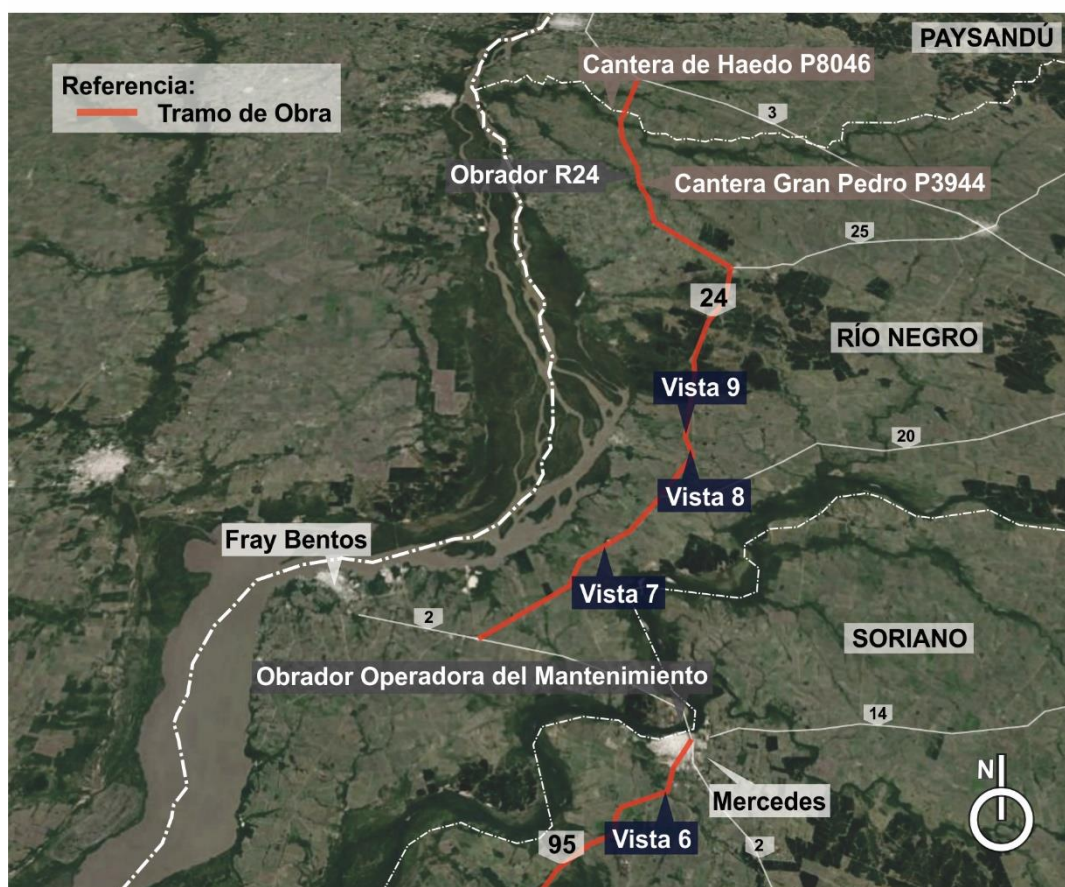 PAYSANDÚ
Cantera de Haedo P8046
Referencia:
Tramo de Obra
3
Obrador R24
Cantera Gran Pedro P3944
25
24
RÍO NEGRO
Vista 9
20
Vista 8
Fray Bentos
Vista 7
2
SORIANO
Obrador Operadora del Mantenimiento
14
N
Mercedes
Vista 6
95
2